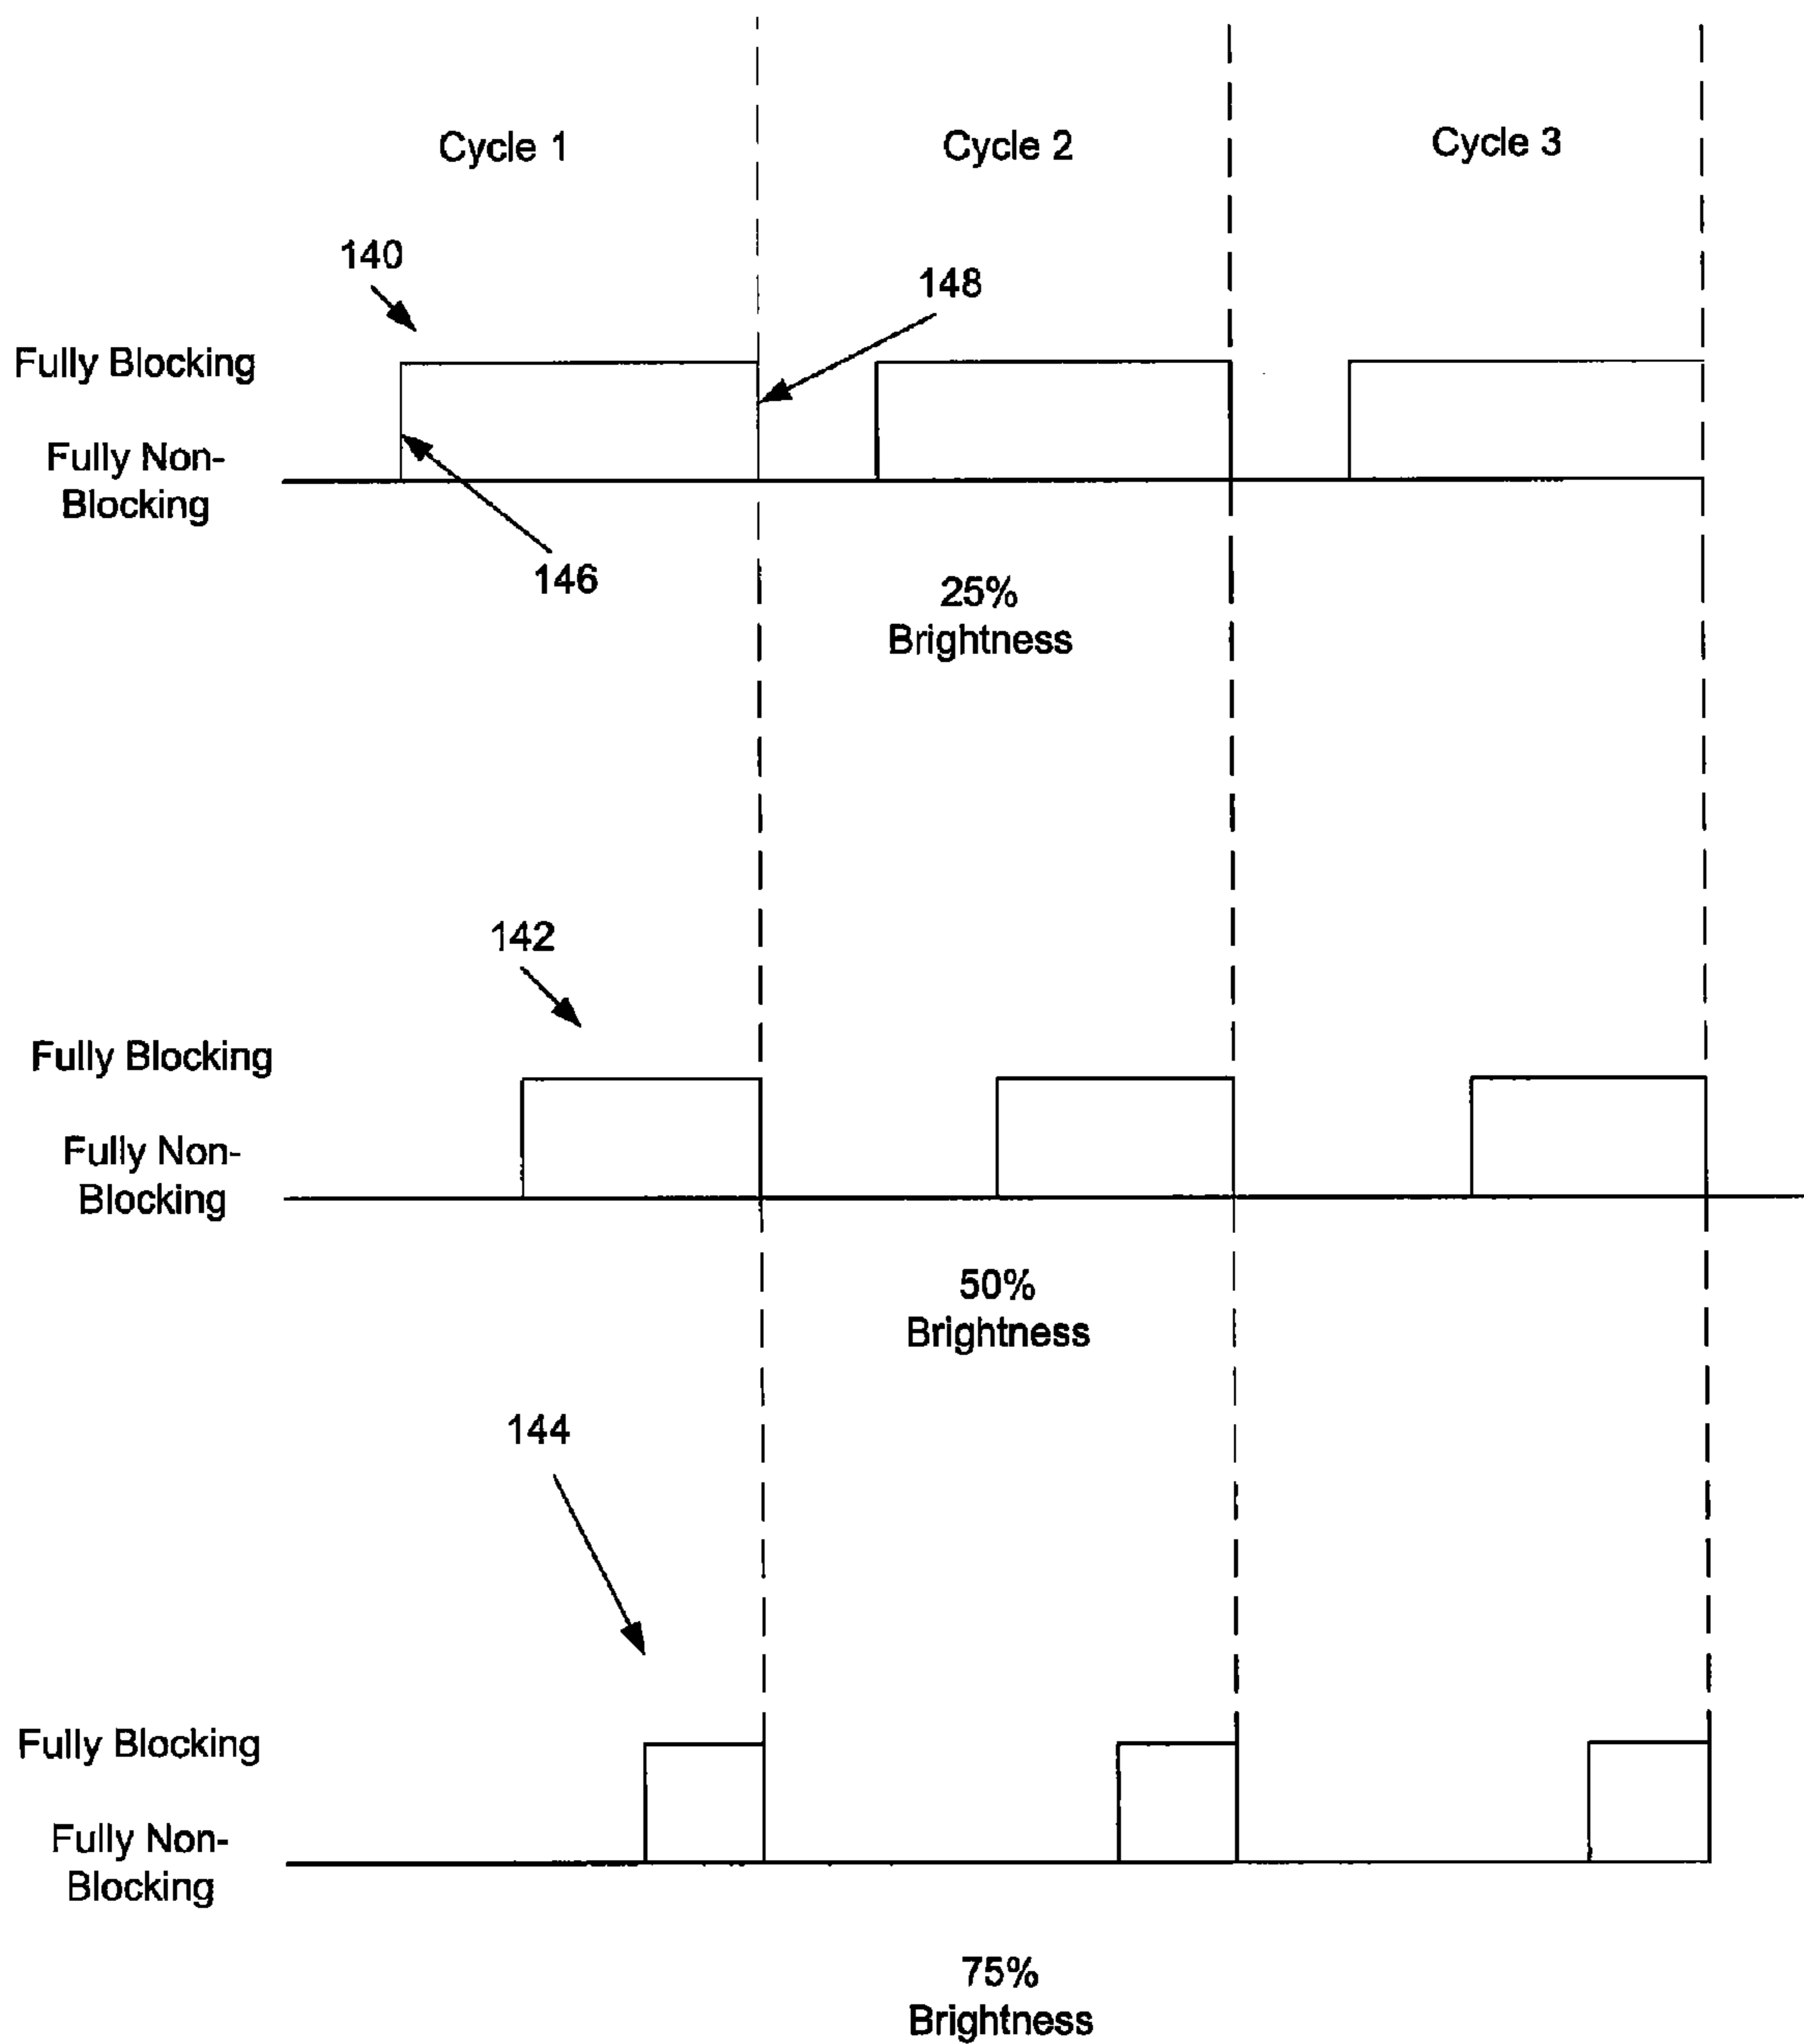 Cycle 1
Cycle 2
Cycle 3
140
148
Fully Blocking
Fully Non-
Blocking
146
25%
Brightness
142
Fully Blocking
Fully Non-
Blocking
50%
Brightness
144
Fully Blocking
Fully Non-
Blocking
75%
Brightness